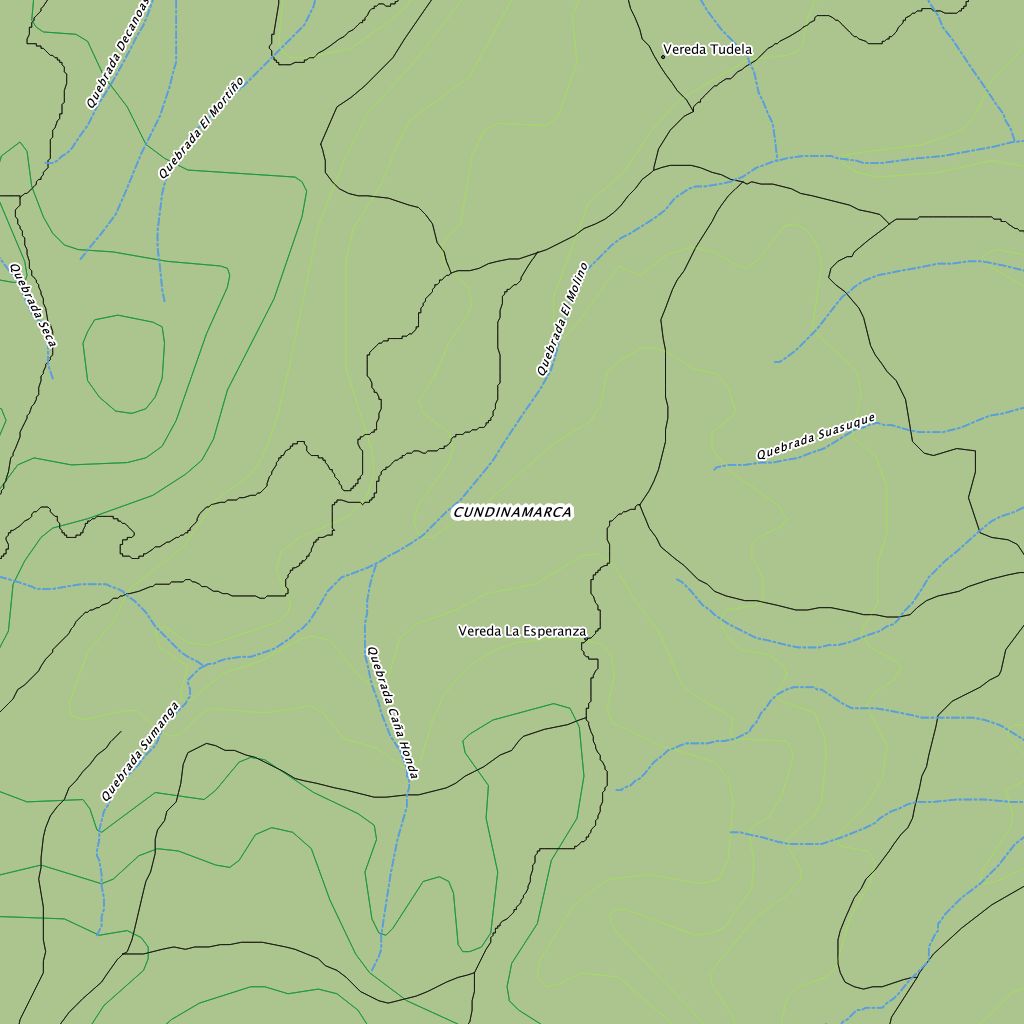 Quebrada Decanoas
Vereda Tudela
Quebrada El Mortiño
Quebrada Seca
Quebrada El Molino
Quebrada Suasuque
CUNDINAMARCA
Vereda La Esperanza
Quebrada Caña Honda
Quebrada Sumanga